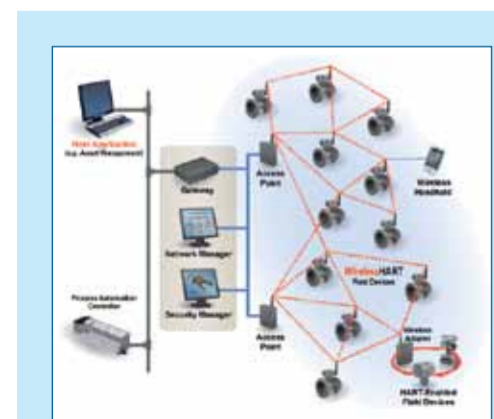 Host Application
(e.g. Asset Management)
Gateway
Network Manager
Security Manager
Process Automation
Controller
Access
Point
Access
Point
Wireless
Handheld
WirelessHART
Field Devices
Wireless
Adapter
HART-Enabled
Field Devices